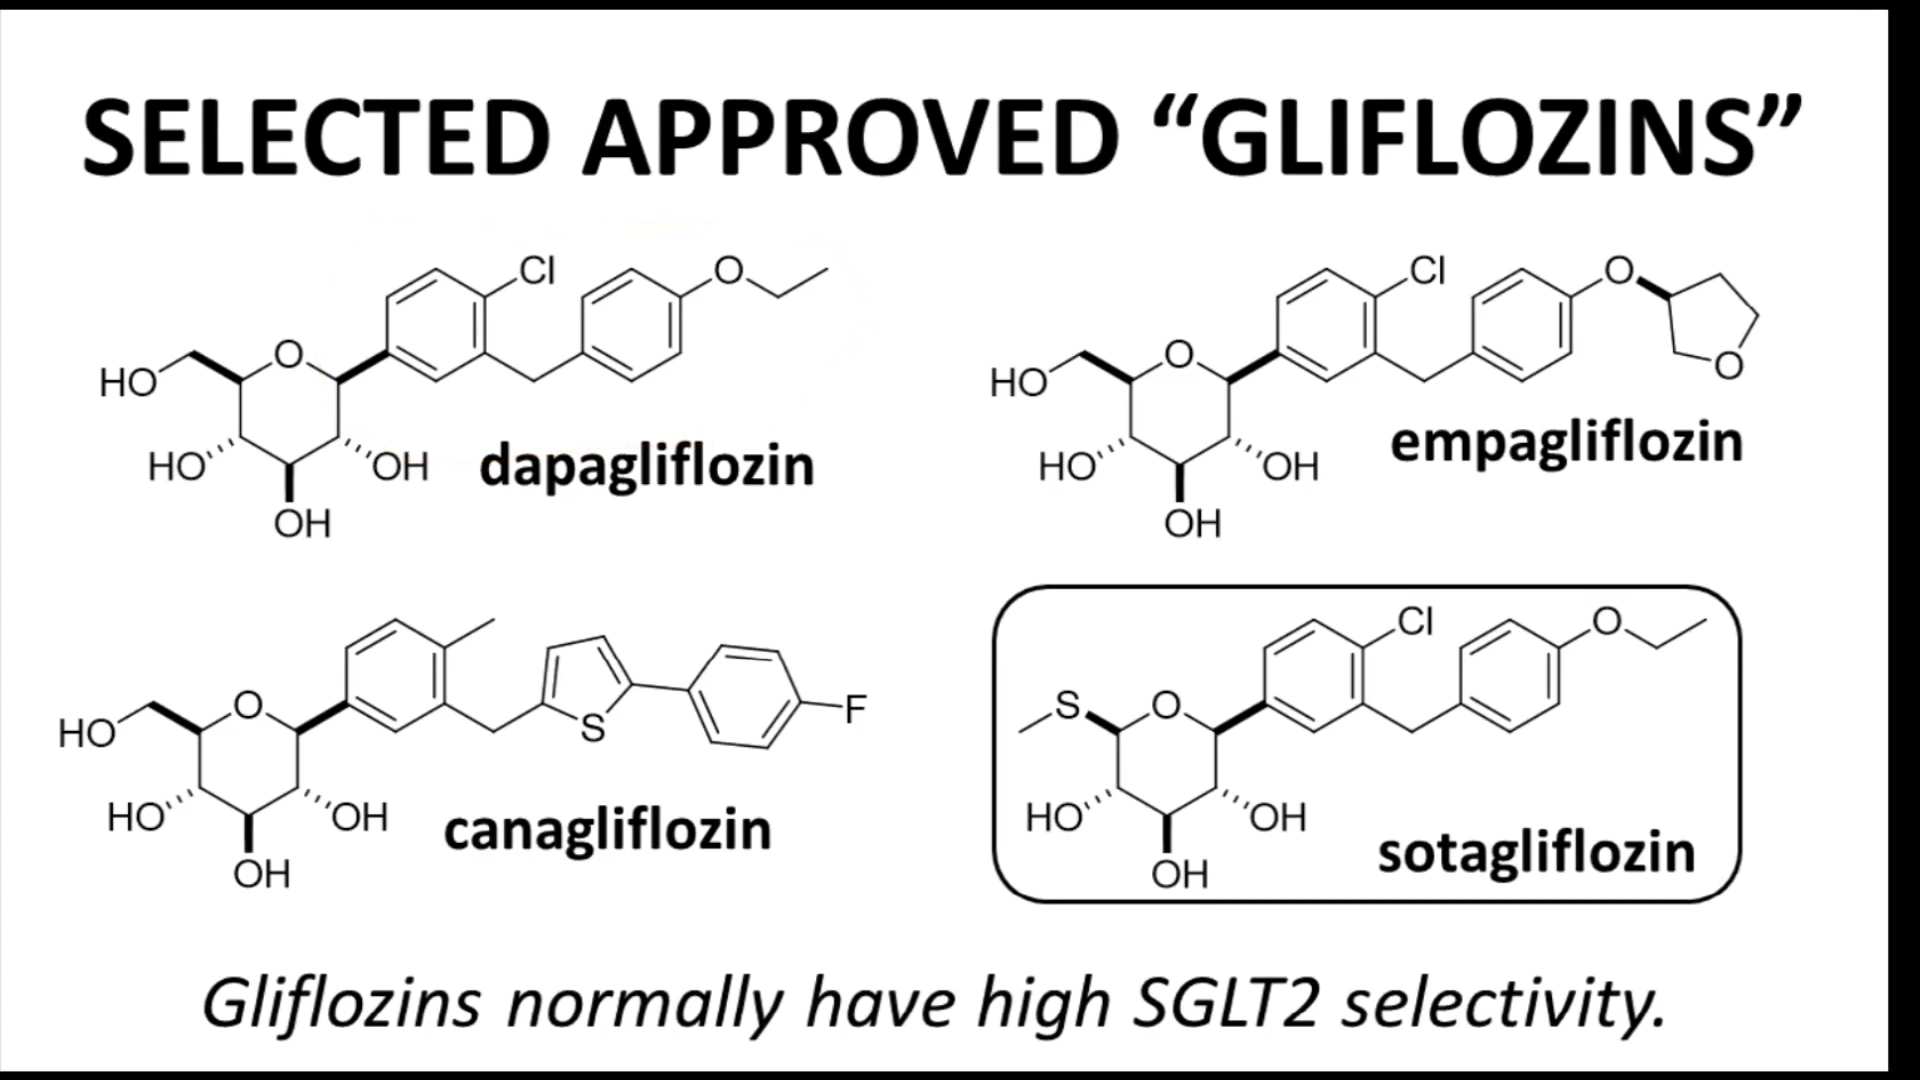 SELECTED APPROVED “GLIFLOZINS”
Cl
O
O
HO
HO
OH
OH
dapagliflozin
Cl
O
O
O
HO
HO
OH
OH
empagliflozin
O
HO
S
F
HO
OH
OH
canagliflozin
Cl
O
S
O
HO
OH
OH
sotagliflozin
Gliflozins normally have high SGLT2 selectivity.